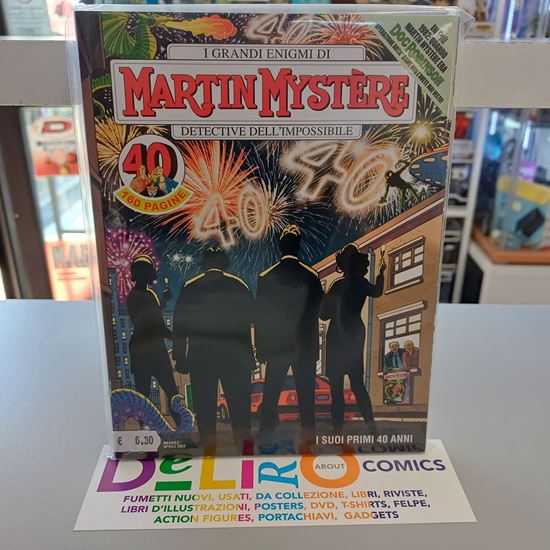 I GRANDI ENIGMI DI
MARTIN MYSTÈRE
DETECTIVE DELL'IMPOSSIBILE
40
160 PAGINE
40
40
€ 6,30
I SUOI PRIMI 40 ANNI
DELIRO ABOUT COMICS
FUMETTI NUOVI, USATI, DA COLLEZIONE, LIBRI, RIVISTE,
LIBRI D'ILLUSTRAZIONI, POSTERS, DVD, T-SHIRTS, FELPE,
ACTION FIGURES, PORTACHIAVI, GADGETS